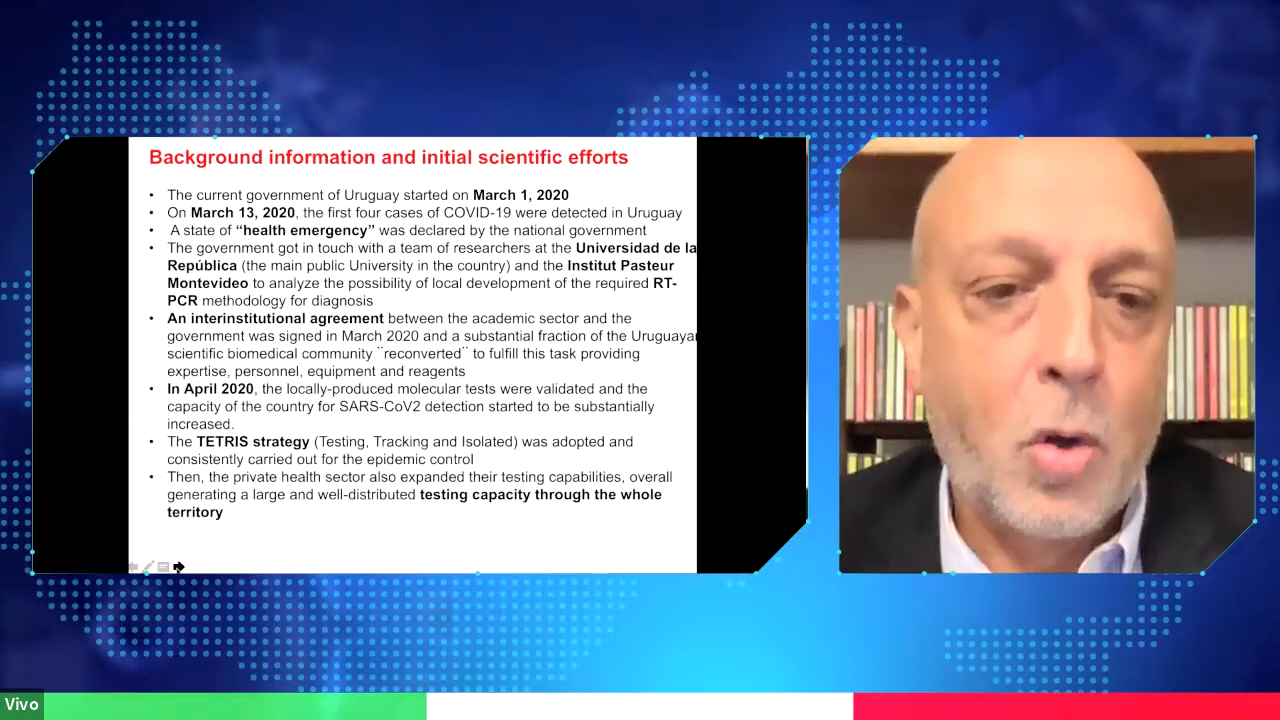 Background information and initial scientific efforts
• The current government of Uruguay started on March 1, 2020
• On March 13, 2020, the first four cases of COVID-19 were detected in Uruguay
• A state of “health emergency” was declared by the national government
• The government got in touch with a team of researchers at the Universidad de la
República (the main public University in the country) and the Institut Pasteur
Montevideo to analyze the possibility of local development of the required RT-
PCR methodology for diagnosis
• An interinstitutional agreement between the academic sector and the
government was signed in March 2020 and a substantial fraction of the Uruguayan
scientific biomedical community ¨reconverted¨ to fulfill this task providing
expertise, personnel, equipment and reagents
• In April 2020, the locally-produced molecular tests were validated and the
capacity of the country for SARS-CoV2 detection started to be substantially
increased.
• The TETRIS strategy (Testing, Tracking and Isolated) was adopted and
consistently carried out for the epidemic control
• Then, the private health sector also expanded their testing capabilities, overall
generating a large and well-distributed testing capacity through the whole
territory
Vivo